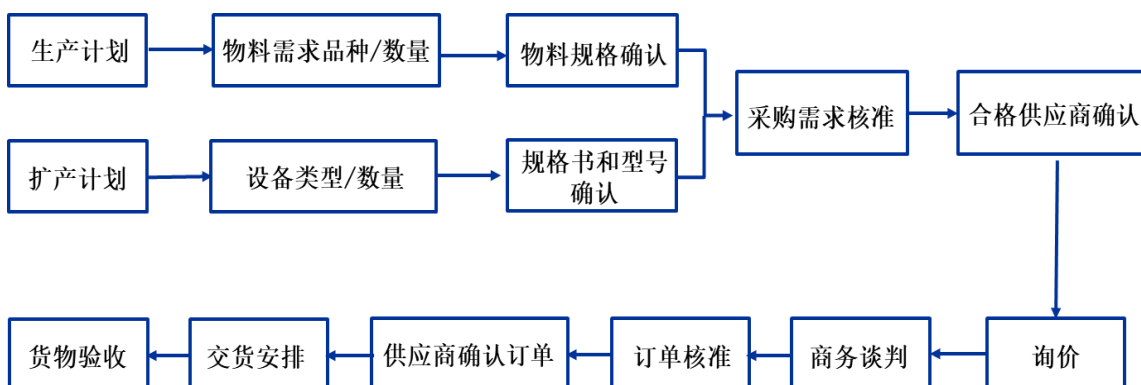 生产计划
物料需求品种/数量
物料规格确认
扩产计划
设备类型/数量
规格书和型号
确认
采购需求核准
合格供应商确认
询价
商务谈判
订单核准
供应商确认订单
交货安排
货物验收